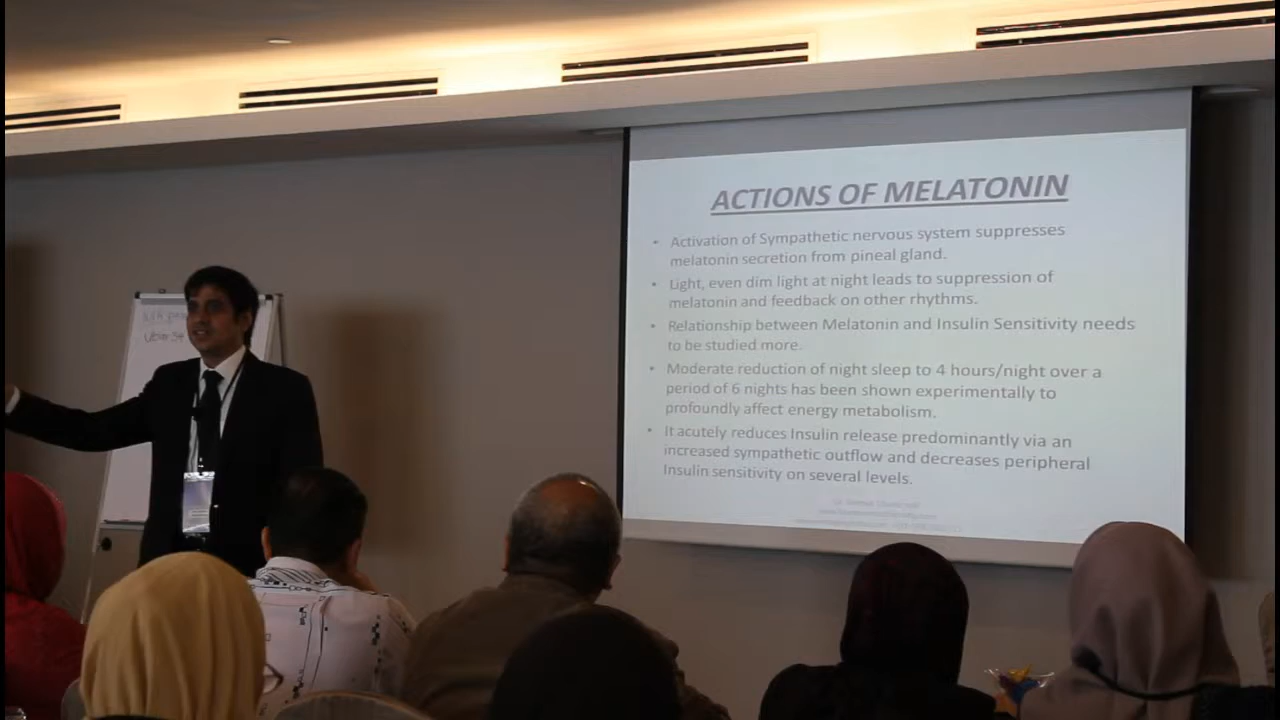 ACTIONS OF MELATONIN
• Activation of Sympathetic nervous system suppresses
melatonin secretion from pineal gland.
• Light, even dim light at night leads to suppression of
melatonin and feedback on other rhythms.
• Relationship between Melatonin and Insulin Sensitivity needs
to be studied more.
• Moderate reduction of night sleep to 4 hours/night over a
period of 6 nights has been shown experimentally to
profoundly affect energy metabolism.
• It acutely reduces Insulin release predominantly via an
increased sympathetic outflow and decreases peripheral
Insulin sensitivity on several levels.